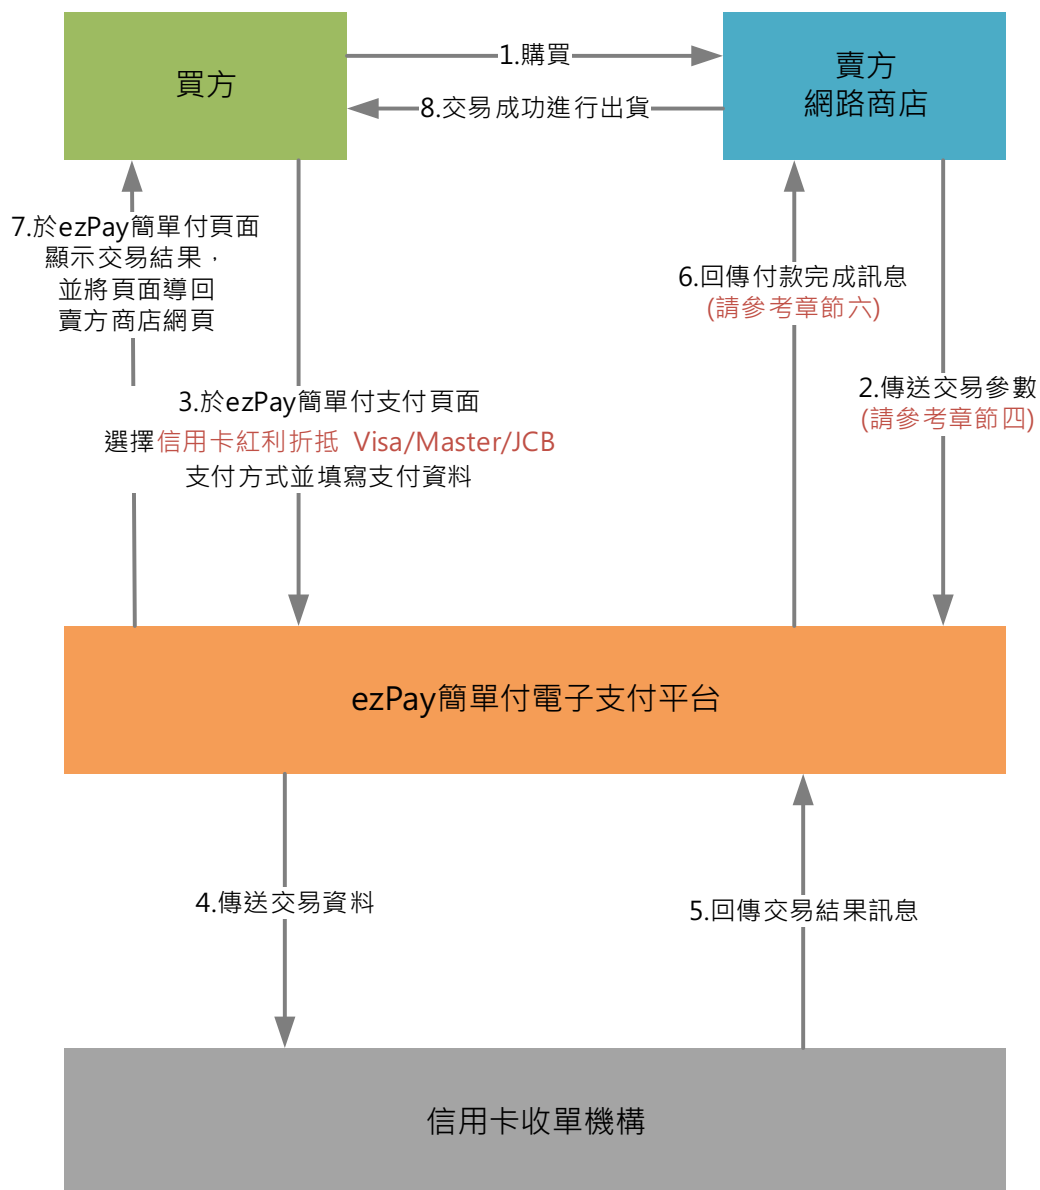 買方
1.購買
賣方
網路商店
8.交易成功進行出貨
7.於ezPay簡單付頁面
顯示交易結果，
並將頁面導回
賣方商店網頁
6.回傳付款完成訊息
(請參考章節六)
2.傳送交易參數
(請參考章節四)
3.於ezPay簡單付支付頁面
選擇信用卡紅利折抵 Visa/Master/JCB
支付方式並填寫支付資料
ezPay簡單付電子支付平台
4.傳送交易資料
5.回傳交易結果訊息
信用卡收單機構